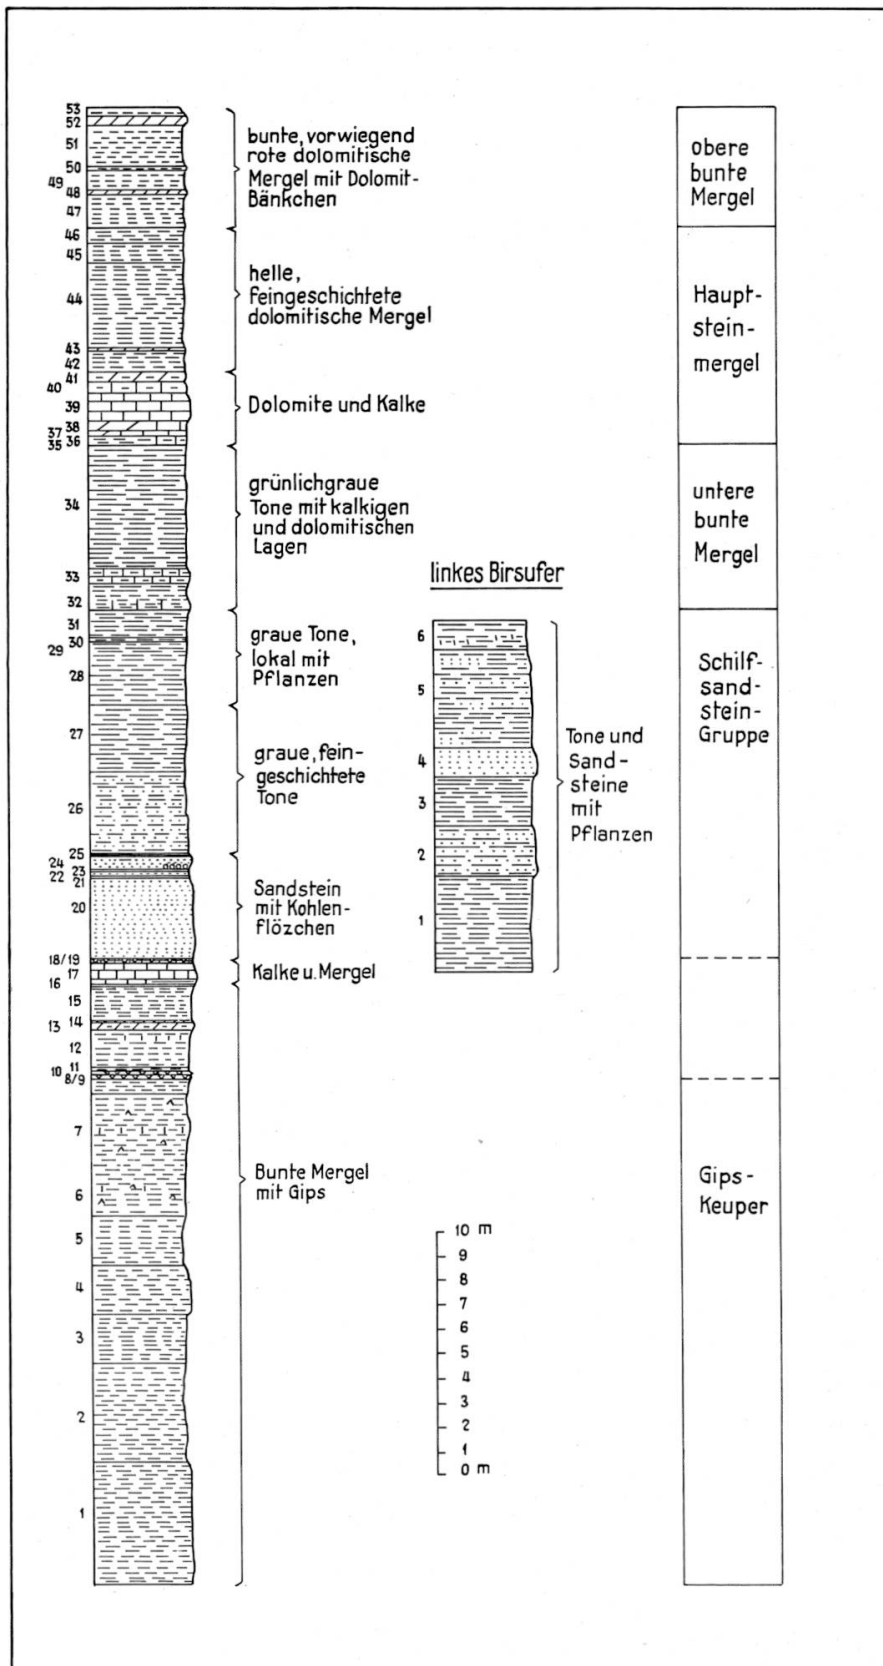 53
52
51
50
49
48
47
46
45
44
43
42
41
40
39
38
37
36
35
34
33
32
31
30
29
28
27
26
25
24
23
22
21
20
18/19
17
16
15
14
13
12
11
10
8/9
7
6
5
4
3
2
1
bunte, vorwiegend
rote dolomitische
Mergel mit Dolomit-
Bänkchen
helle,
feingeschichtete
dolomitische Mergel
Dolomite und Kalke
grünlichgraue
Tone mit kalkigen
und dolomitischen
Lagen
graue Tone,
lokal mit
Pflanzen
graue, fein-
geschichtete
Tone
Sandstein
mit Kohlen-
flözchen
Kalke u. Mergel
Bunte Mergel
mit Gips
linkes Birsufer
6
5
4
3
2
1
Tone und
Sand-
steine
mit
Pflanzen
10 m
9
8
7
6
5
4
3
2
1
0 m
obere
bunte
Mergel
Haupt-
stein-
mergel
untere
bunte
Mergel
Schilf-
sand-
stein-
Gruppe
Gips-
Keuper